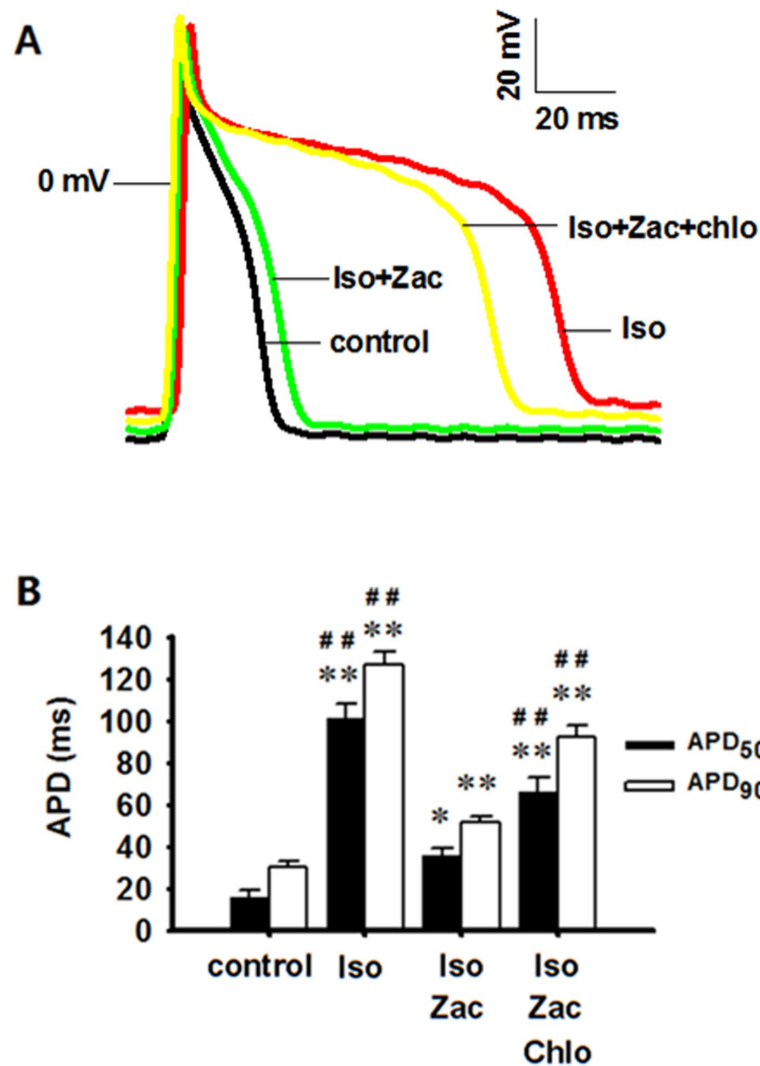 A
20 mV
20 ms
0 mV
Iso+Zac+chlo
Iso+Zac
control
Iso
B
##
##
**
**
##
##
**
**
**
*
140
120
100
80
60
40
20
0
APD (ms)
APD50
APD90
control
Iso
Iso
Zac
Iso
Zac
Chlo